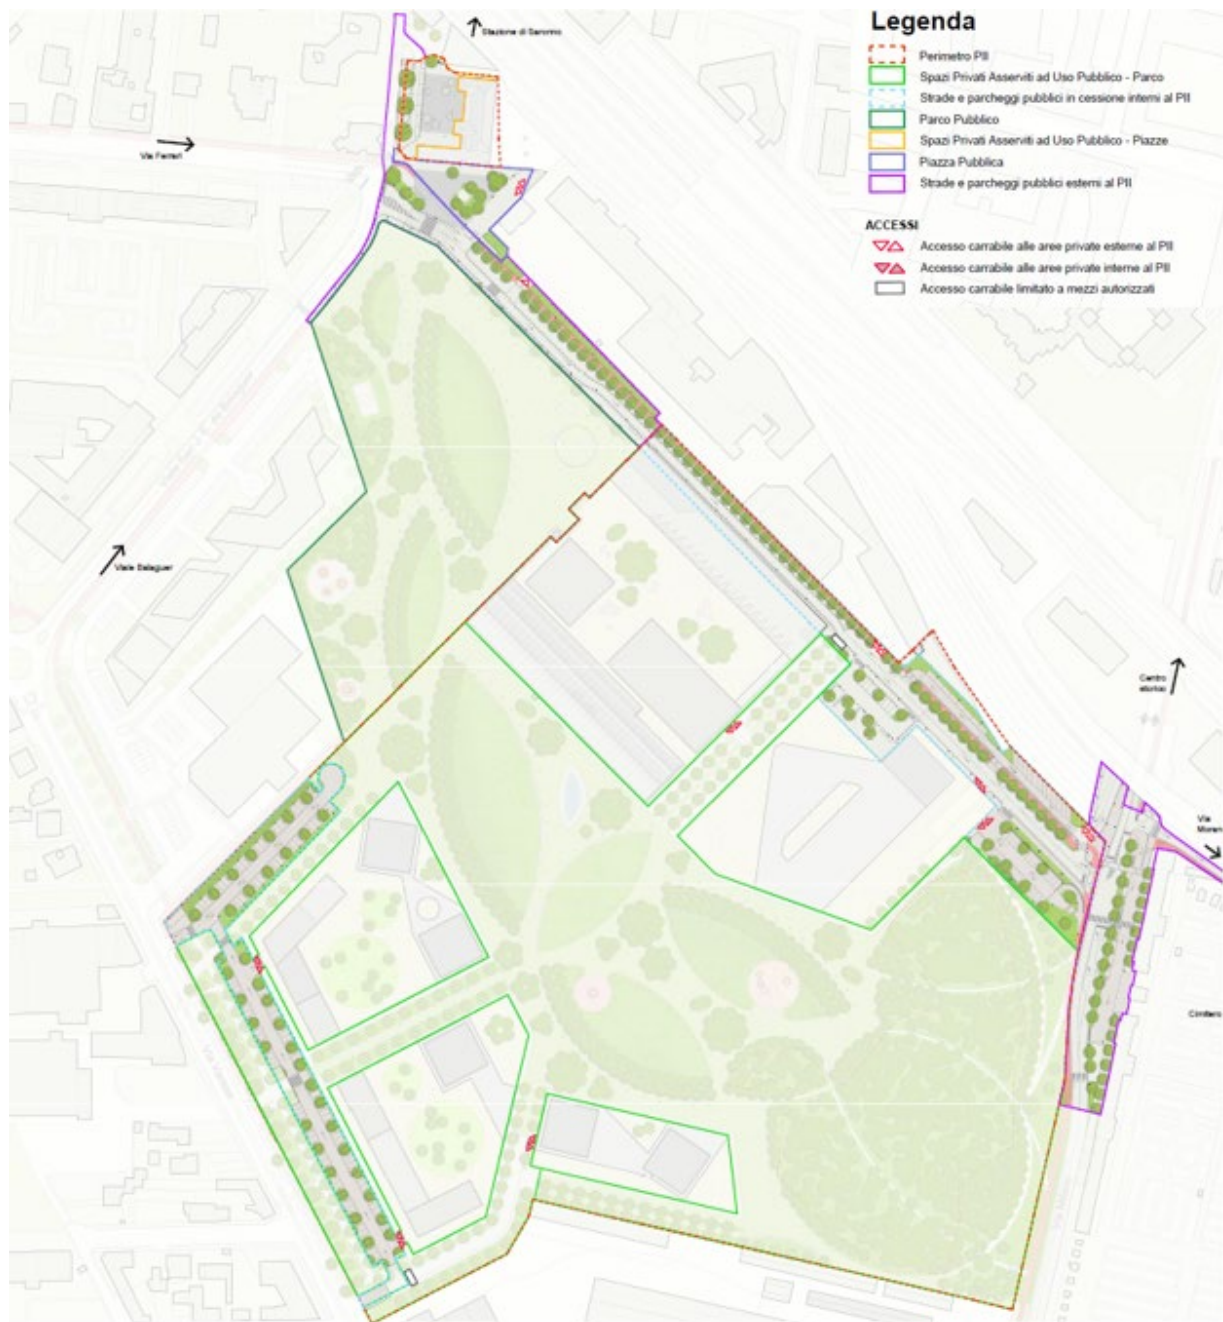 Legenda
Perimetro PII
Spazi Privati Asserviti ad Uso Pubblico - Parco
Strade e parcheggi pubblici in cessione interni al PII
Parco Pubblico
Spazi Privati Asserviti ad Uso Pubblico - Piazze
Piazza Pubblica
Strade e parcheggi pubblici esterni al PII
ACCESSI
Accesso carrabile alle aree private esterne al PII
Accesso carrabile alle aree private interne al PII
Accesso carrabile limitato a mezzi autorizzati
Stazione di Saronno
Via Ferrari
Viale Balaguer
Centro
storico
Via
Cimitero